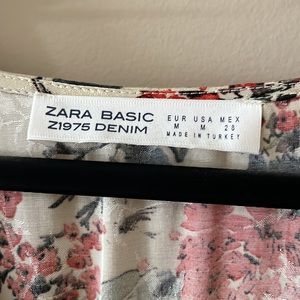 ZARA BASIC
Z1975 DENIM
EUR USA MEX
M M 28
MADE IN TURKEY